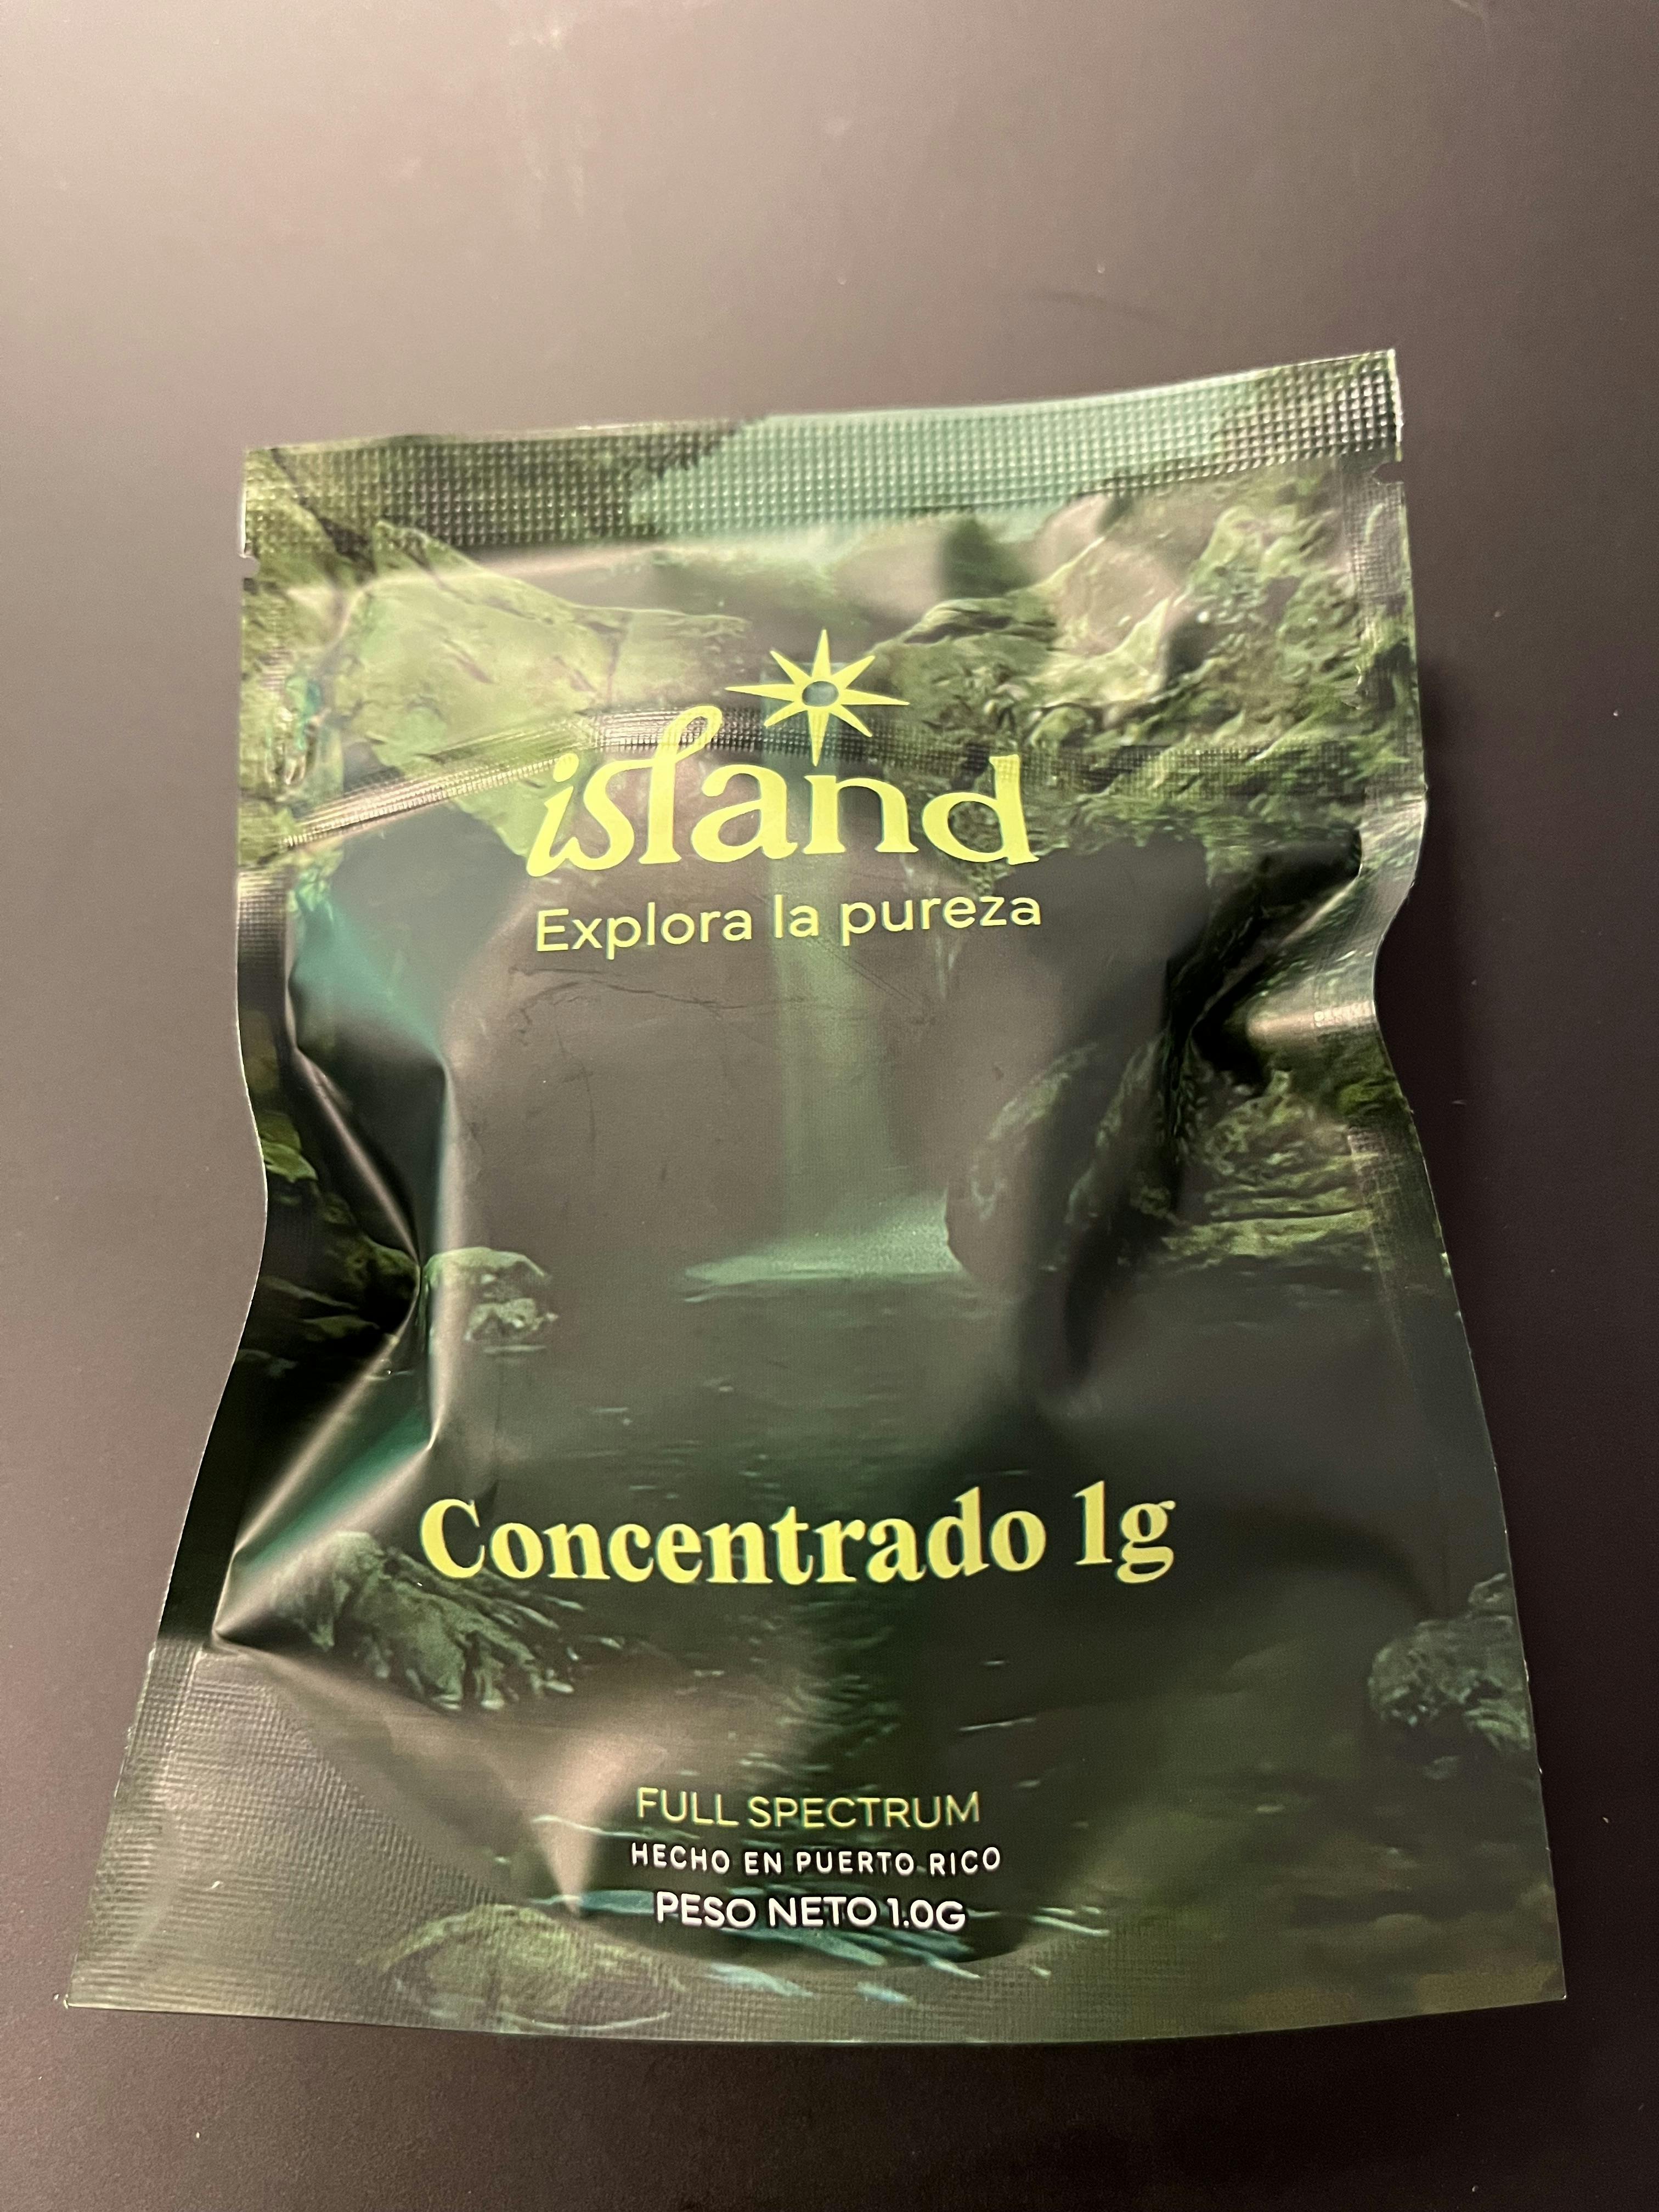 island
Explora la pureza
Concentrado 1g
FULL SPECTRUM
HECHO EN PUERTO RICO
PESO NETO 1.0G